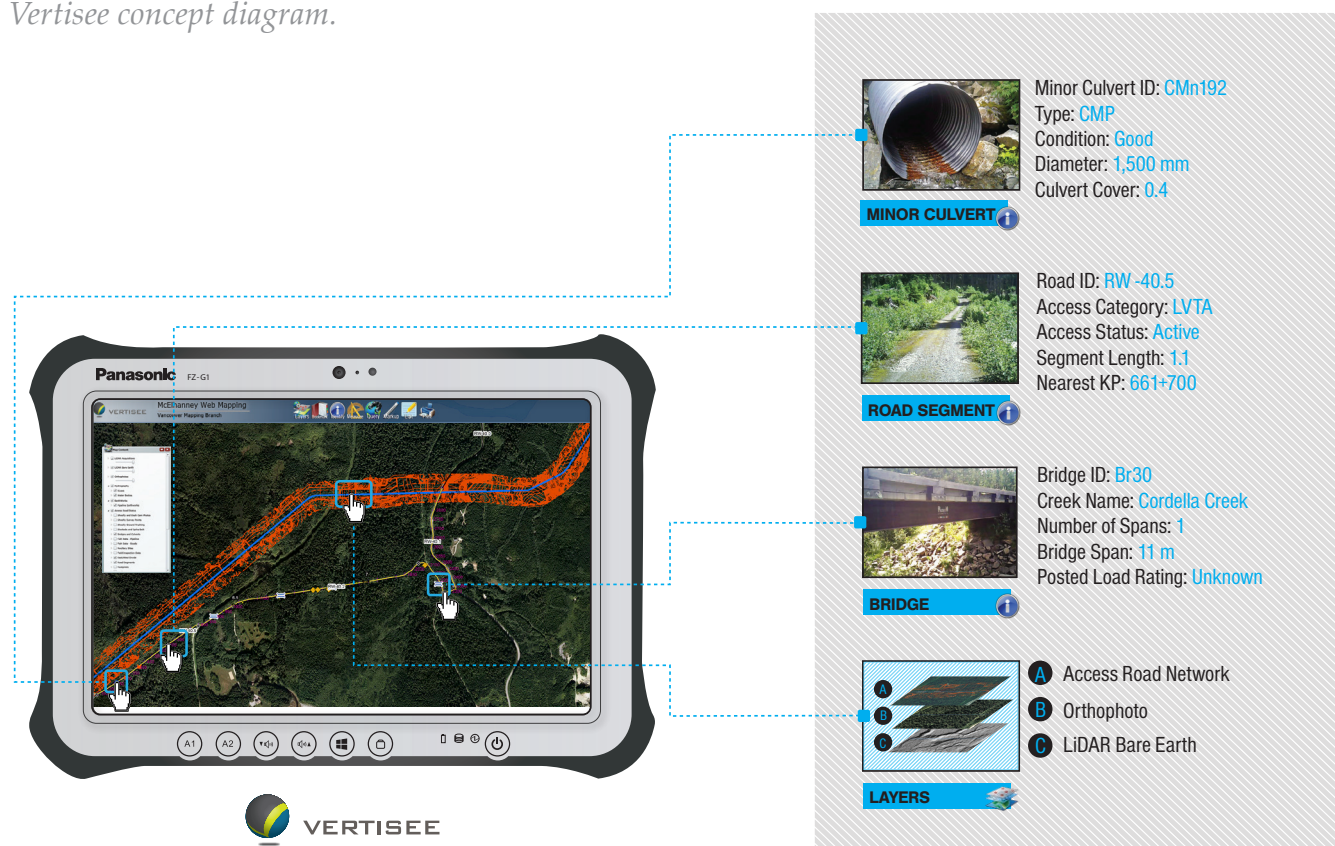 Vertisee concept diagram.
Minor Culvert ID: CMn192
Type: CMP
Condition: Good
Diameter: 1,500 mm
Culvert Cover: 0.4
MINOR CULVERT
Road ID: RW -40.5
Access Category: LVTA
Access Status: Active
Segment Length: 1.1
Nearest KP: 661+700
ROAD SEGMENT
Bridge ID: Br30
Creek Name: Cordella Creek
Number of Spans: 1
Bridge Span: 11 m
Posted Load Rating: Unknown
BRIDGE
A Access Road Network
B Orthophoto
C LiDAR Bare Earth
A
B
C
LAYERS
Panasonic FZ-G1
VERTISEE
McElhanney Web Mapping
Vancouver Mapping Branch
Layers
Identify
Query
Markup
A1
A2
VERTISEE